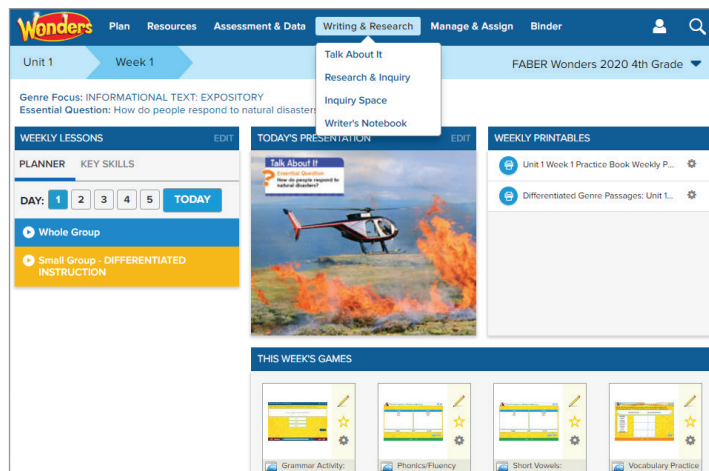 Wonders
Plan Resources Assessment & Data Writing & Research Manage & Assign Binder
Talk About It
Research & Inquiry
Inquiry Space
Writer's Notebook
Unit 1 Week 1
FABER Wonders 2020 4th Grade
Genre Focus: INFORMATIONAL TEXT: EXPOSITORY
Essential Question: How do people respond to natural disasters
WEEKLY LESSONS EDIT
PLANNER KEY SKILLS
DAY: 1 2 3 4 5 TODAY
Whole Group
Small Group - DIFFERENTIATED
INSTRUCTION
TODAY'S PRESENTATION EDIT
Talk About It
Essential Question
How do people respond to
natural disasters?
WEEKLY PRINTABLES
Unit 1 Week 1 Practice Book Weekly P...
Differentiated Genre Passages: Unit 1...
THIS WEEK'S GAMES
Grammar Activity:
Phonics/Fluency
Short Vowels:
Vocabulary Practice